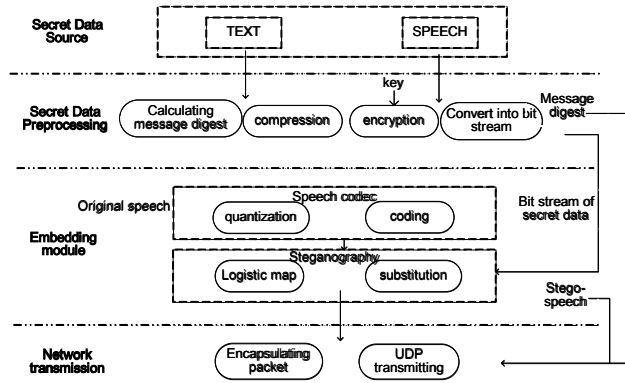 Secret Data
Source
TEXT
SPEECH
key
Secret Data
Preprocessing
Calculating
message digest
compression
encryption
Convert into bit
stream
Message
digest
Original speech
Speech codec
quantization
coding
Bit stream of
secret data
Embedding
module
Steganography
Logistic map
substitution
Stego-
speech
Network
transmission
Encapsulating
packet
UDP
transmitting